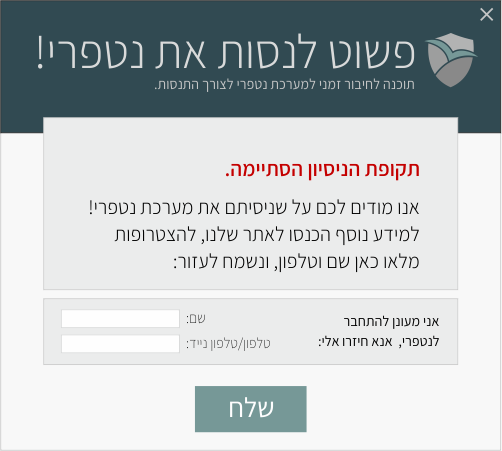 פשוט לנסות את נטפרי!
תוכנה לחיבור זמני למערכת נטפרי לצורך התנסות.
תקופת הניסיון הסתיימה.
אנו מודים לכם על שניסיתם את מערכת נטפרי!
למידע נוסף הכנסו לאתר שלנו, להצטרופות
מלאו כאן שם וטלפון, ונשמח לעזור:
אני מעונן להתחבר
לנטפרי, אנא חיזרו אלי:
שם:
טלפון/טלפון נייד:
שלח